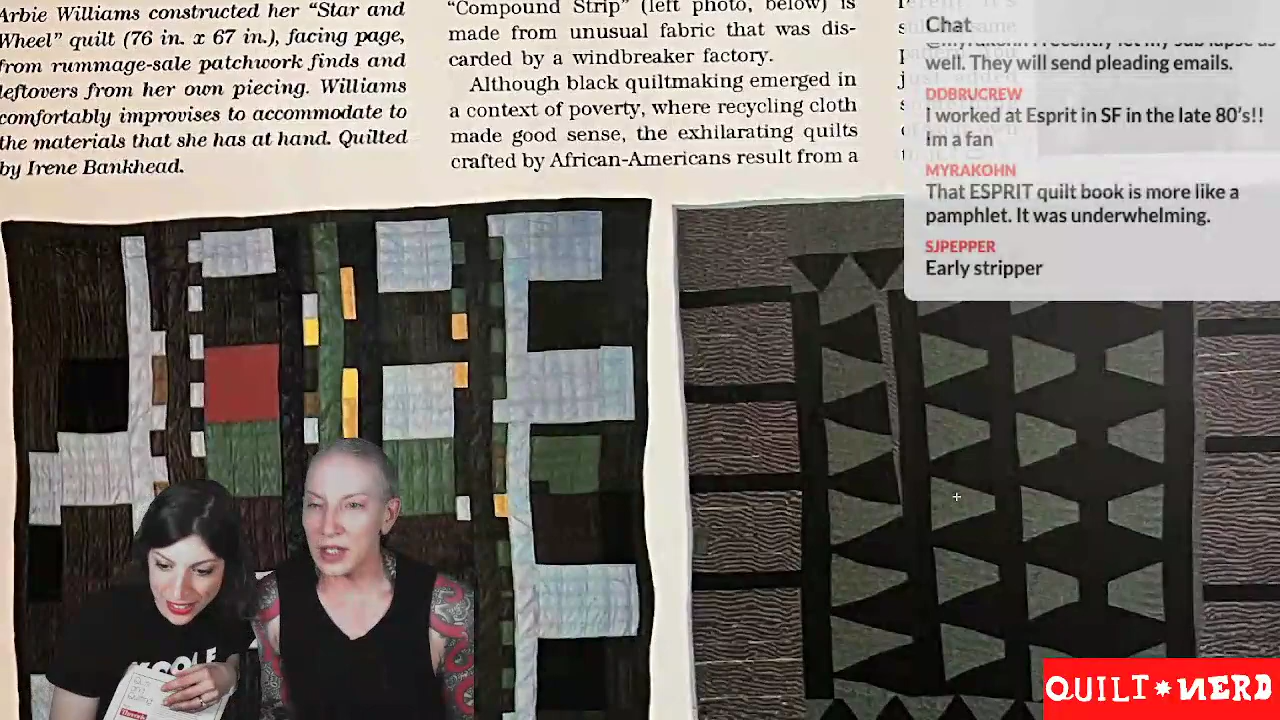 Arbie Williams constructed her "Star and
Wheel" quilt (76 in. x 67 in.), facing page,
from rummage-sale patchwork finds and
leftovers from her own piecing. Williams
comfortably improvises to accommodate to
the materials that she has at hand. Quilted
by Irene Bankhead.
"Compound Strip" (left photo, below) is
made from unusual fabric that was dis-
carded by a windbreaker factory.
Although black quiltmaking emerged in
a context of poverty, where recycling cloth
made good sense, the exhilarating quilts
crafted by African-Americans result from a
Chat
well. They will send pleading emails.
DDBRUCREW
I worked at Esprit in SF in the late 80's!!
Im a fan
MYRAKOHN
That ESPRIT quilt book is more like a
pamphlet. It was underwhelming.
SJPEPPER
Early stripper
QUILT NERD